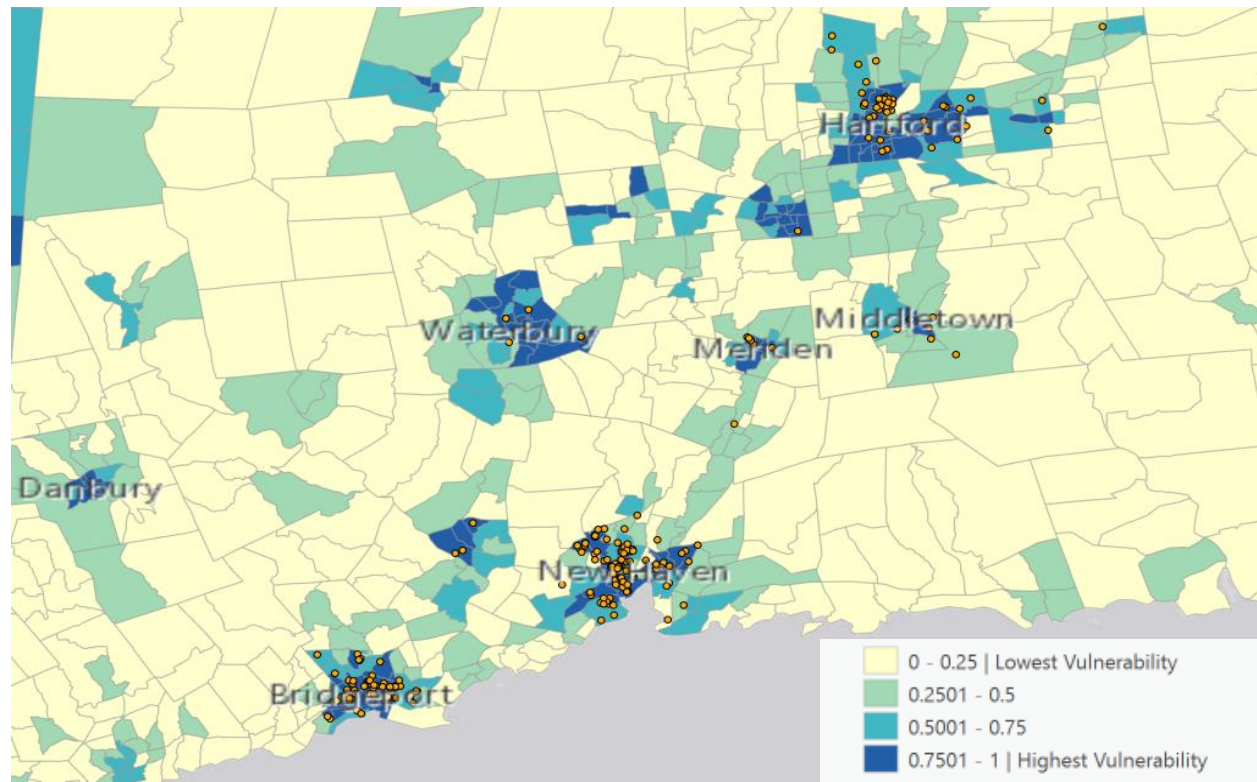 Hartford
Waterbury
Middletown
Meriden
Danbury
New Haven
Bridgeport
0 - 0.25 | Lowest Vulnerability
0.2501 - 0.5
0.5001 - 0.75
0.7501 - 1 | Highest Vulnerability